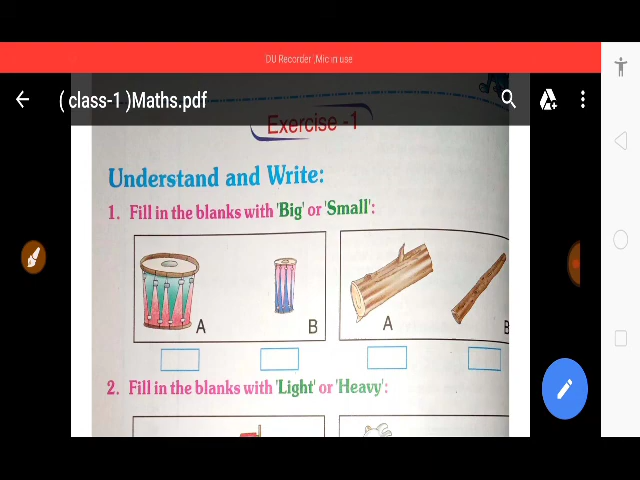 'DU Recorder',Mic in use
( class-1 )Maths.pdf
Exercise -1
Understand and Write:
1. Fill in the blanks with 'Big' or 'Small':
A B A B
2. Fill in the blanks with 'Light' or 'Heavy':